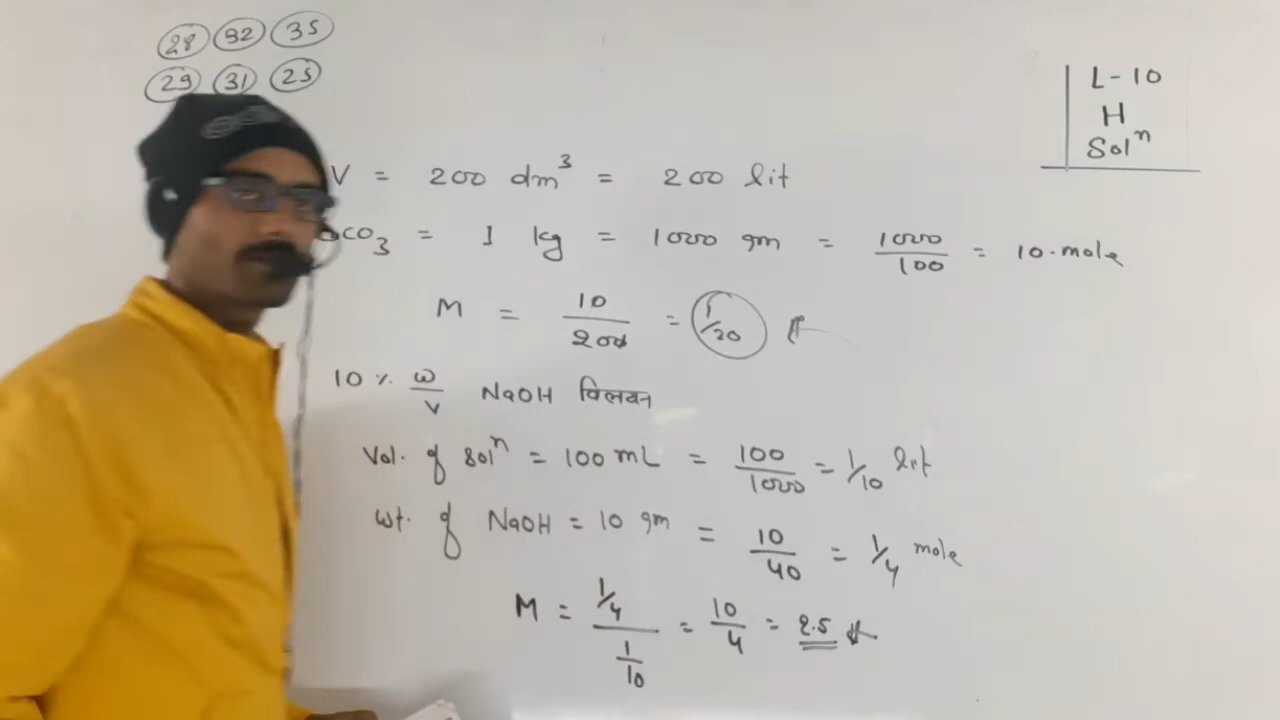 28 32 35
29 31 25
L-10
H
Solⁿ
V = 200 dm³ = 200 lit
CO₃ = 1 kg = 1000 gm = 1000/100 = 10.mole
M = 10/200 = 1/20
10 % w/v NaOH विलयन
Vol. of Solⁿ = 100 mL = 100/1000 = 1/10 lit
wt. of NaOH = 10 gm = 10/40 = 1/4 mole
M = 1/4 / 1/10 = 10/4 = 2.5